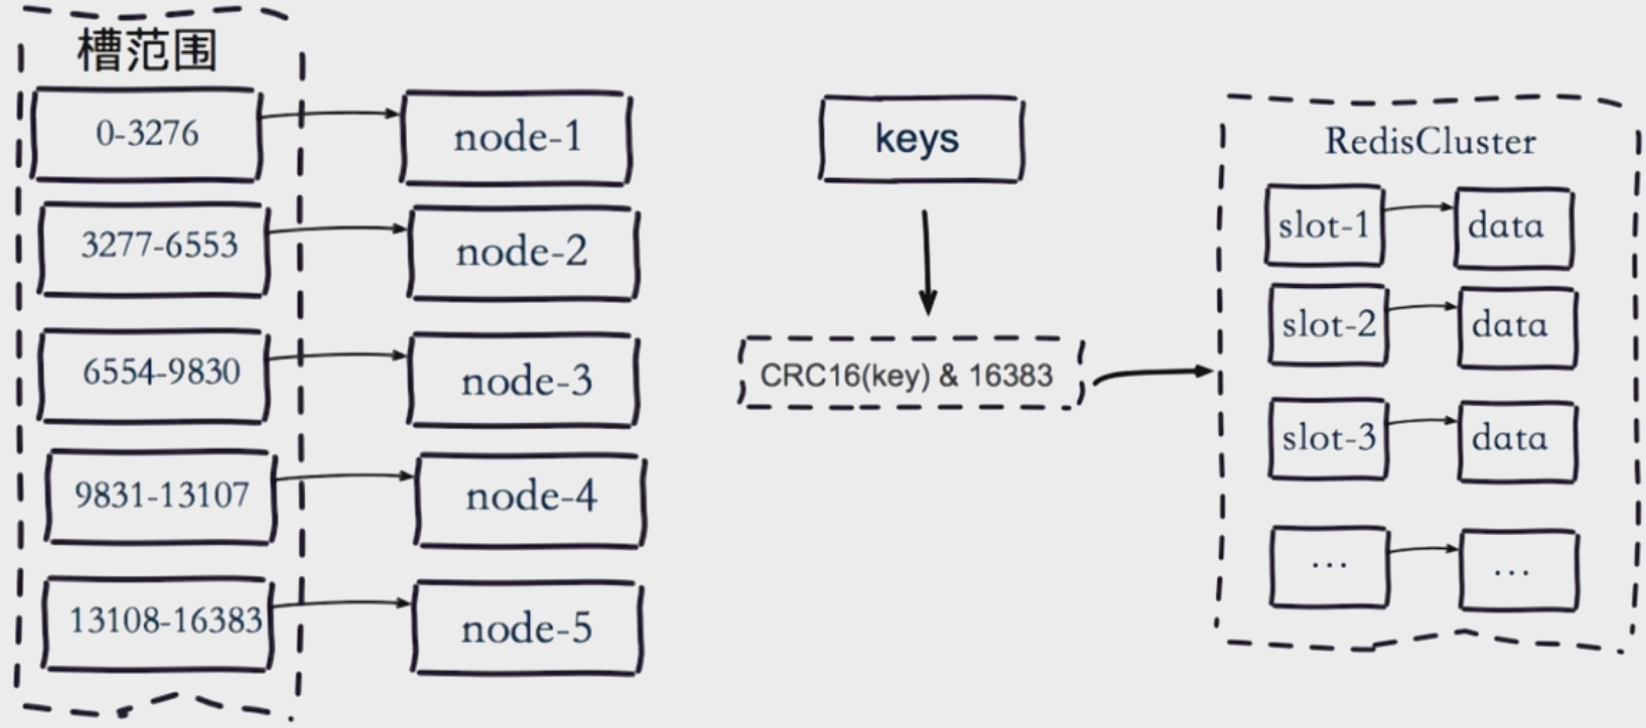 槽范围
0-3276
node-1
3277-6553
node-2
6554-9830
node-3
9831-13107
node-4
13108-16383
node-5
keys
CRC16(key) & 16383
RedisCluster
slot-1
data
slot-2
data
slot-3
data
...
...